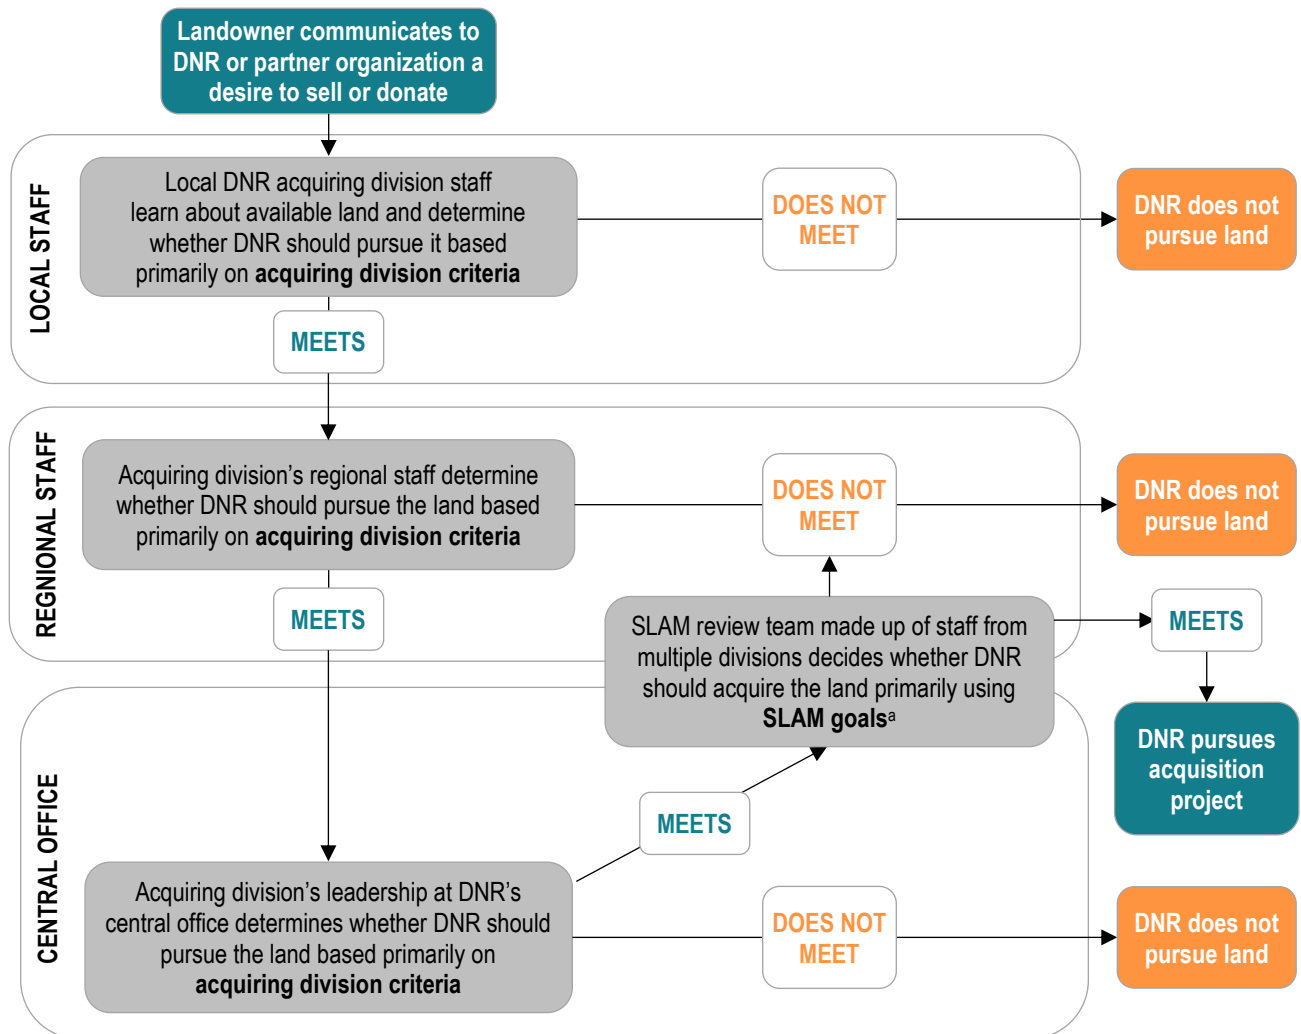 Landowner communicates to
DNR or partner organization a
desire to sell or donate
LOCAL STAFF
Local DNR acquiring division staff
learn about available land and determine
whether DNR should pursue it based
primarily on acquiring division criteria
DOES NOT
MEET
DNR does not
pursue land
MEETS
REGNIONAL STAFF
Acquiring division’s regional staff determine
whether DNR should pursue the land based
primarily on acquiring division criteria
DOES NOT
MEET
DNR does not
pursue land
MEETS
SLAM review team made up of staff from
multiple divisions decides whether DNR
should acquire the land primarily using
SLAM goalsᵃ
MEETS
DNR pursues
acquisition
project
CENTRAL OFFICE
MEETS
Acquiring division’s leadership at DNR’s
central office determines whether DNR should
pursue the land based primarily on
acquiring division criteria
DOES NOT
MEET
DNR does not
pursue land